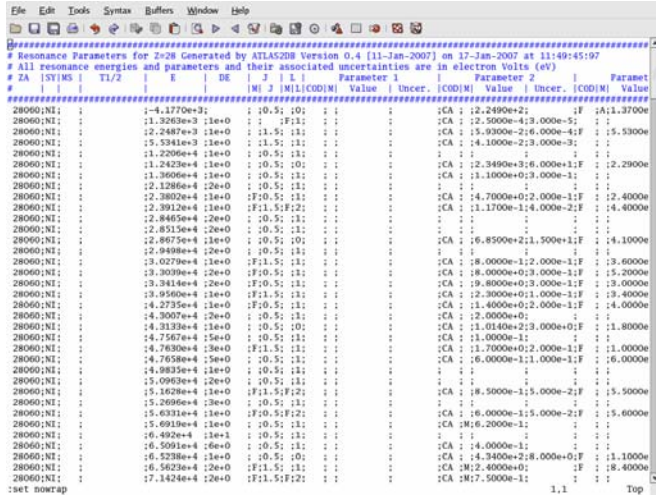 File Edit Tools Syntax Buffers Window Help
# Resonance Parameters for Z=28 Generated by ATLAS2DB Version 0.4 [11-Jan-2007] on 17-Jan-2007 at 11:49:45:97
# All resonance energies and parameters and their associated uncertainties are in electron Volts (eV)
# ZA |SY|MS | T1/2 | E | DE | J | L | Parameter 1 | Parameter 2 | Paramet
# | | | | | |M| J |M|L|COD|M| Value | Uncer. |COD|M| Value | Uncer. |COD|M| Value
28060;NI; ; ;-4.1770e+3; ; ;0.5; ;0; ; ; ; ;CA ; ;2.2490e+2; ;F ;A;1.3700e
28060;NI; ; ;1.3263e+3 ;1e+0 ; ; ;F;1; ; ; ; ;CA ; ;2.5000e-4;3.000e-5; ; ;
28060;NI; ; ;2.2487e+3 ;1e+0 ; ;1.5; ;1; ; ; ; ;CA ; ;5.9300e-2;6.000e-4;F ; ;5.5300e
28060;NI; ; ;5.5341e+3 ;1e+0 ; ;1.5; ;1; ; ; ; ;CA ; ;4.1000e-2;3.000e-3; ; ;
28060;NI; ; ;1.2206e+4 ;1e+0 ; ;0.5; ;1; ; ; ; ; ; ; ; ; ; ;
28060;NI; ; ;1.2423e+4 ;1e+0 ; ;0.5; ;0; ; ; ; ;CA ; ;2.3490e+3;6.000e+1;F ; ;2.2900e
28060;NI; ; ;1.3606e+4 ;1e+0 ; ;0.5; ;1; ; ; ; ;CA ; ;1.1000e+0;3.000e-1; ; ;
28060;NI; ; ;2.1286e+4 ;2e+0 ; ;0.5; ;1; ; ; ; ; ; ; ; ; ; ;
28060;NI; ; ;2.3802e+4 ;1e+0 ;F;0.5; ;1; ; ; ; ;CA ; ;4.7000e+0;2.000e-1;F ; ;2.4000e
28060;NI; ; ;2.3912e+4 ;1e+0 ;F;1.5;F;2; ; ; ; ;CA ; ;1.1700e-1;4.000e-2;F ; ;4.4000e
28060;NI; ; ;2.8465e+4 ;2e+0 ; ;0.5; ;1; ; ; ; ; ; ; ; ; ; ;
28060;NI; ; ;2.8515e+4 ;2e+0 ; ;0.5; ;1; ; ; ; ; ; ; ; ; ; ;
28060;NI; ; ;2.8675e+4 ;1e+0 ; ;0.5; ;0; ; ; ; ;CA ; ;6.8500e+2;1.500e+1;F ; ;4.1000e
28060;NI; ; ;2.9498e+4 ;2e+0 ; ;0.5; ;1; ; ; ; ; ; ; ; ; ; ;
28060;NI; ; ;3.0279e+4 ;1e+0 ;F;1.5; ;1; ; ; ; ;CA ; ;8.0000e-1;2.000e-1;F ; ;3.6000e
28060;NI; ; ;3.3039e+4 ;2e+0 ;F;0.5; ;1; ; ; ; ;CA ; ;8.0000e+0;3.000e-1;F ; ;5.2000e
28060;NI; ; ;3.3414e+4 ;2e+0 ;F;0.5; ;1; ; ; ; ;CA ; ;9.8000e+0;3.000e-1;F ; ;3.0000e
28060;NI; ; ;3.9560e+4 ;1e+0 ;F;1.5; ;1; ; ; ; ;CA ; ;2.3000e+0;1.000e-1;F ; ;3.4000e
28060;NI; ; ;4.2735e+4 ;1e+0 ;F;0.5; ;1; ; ; ; ;CA ; ;1.4000e+0;2.000e-1;F ; ;4.0000e
28060;NI; ; ;4.3007e+4 ;2e+0 ; ;0.5; ;1; ; ; ; ;CA ; ;2.0000e+0; ; ; ;
28060;NI; ; ;4.3133e+4 ;1e+0 ; ;0.5; ;0; ; ; ; ;CA ; ;1.0140e+2;3.000e+0;F ; ;1.8000e
28060;NI; ; ;4.7567e+4 ;5e+0 ; ;0.5; ;1; ; ; ; ;CA ; ;1.0000e-1; ; ; ;
28060;NI; ; ;4.7630e+4 ;3e+0 ;F;1.5; ;1; ; ; ; ;CA ; ;1.7000e+0;2.000e-1;F ; ;1.0000e
28060;NI; ; ;4.7658e+4 ;5e+0 ; ;0.5; ;1; ; ; ; ;CA ; ;6.0000e-1;1.000e-1;F ; ;6.0000e
28060;NI; ; ;4.9835e+4 ;5e+0 ; ;0.5; ;1; ; ; ; ; ; ; ; ; ; ;
28060;NI; ; ;5.0963e+4 ;2e+0 ; ;0.5; ;1; ; ; ; ; ; ; ; ; ; ;
28060;NI; ; ;5.1628e+4 ;1e+0 ;F;1.5;F;2; ; ; ; ;CA ; ;8.5000e-1;5.000e-2;F ; ;5.5000e
28060;NI; ; ;5.2696e+4 ;3e+0 ; ;0.5; ;1; ; ; ; ; ; ; ; ; ; ;
28060;NI; ; ;5.6331e+4 ;1e+0 ;F;0.5;F;2; ; ; ; ;CA ; ;6.0000e-1;5.000e-2;F ; ;5.6000e
28060;NI; ; ;5.6919e+4 ;1e+0 ; ;0.5; ;1; ; ; ; ;CA ;M;6.2000e-1; ; ; ;
28060;NI; ; ;6.492e+4 ;1e+1 ; ;0.5; ;1; ; ; ; ; ; ; ; ; ; ;
28060;NI; ; ;6.5091e+4 ;6e+0 ; ;0.5; ;1; ; ; ; ;CA ; ;4.0000e-1; ; ; ;
28060;NI; ; ;6.5238e+4 ;1e+0 ; ;0.5; ;0; ; ; ; ;CA ; ;4.3400e+2;8.000e+0;F ; ;1.1000e
28060;NI; ; ;6.5623e+4 ;2e+0 ;F;1.5; ;1; ; ; ; ;CA ;M;2.4000e+0; ;F ; ;8.4000e
28060;NI; ; ;7.1424e+4 ;2e+0 ;F;1.5;F;2; ; ; ; ;CA ;M;7.5000e-1; ; ; ;
:set nowrap 1,1 Top